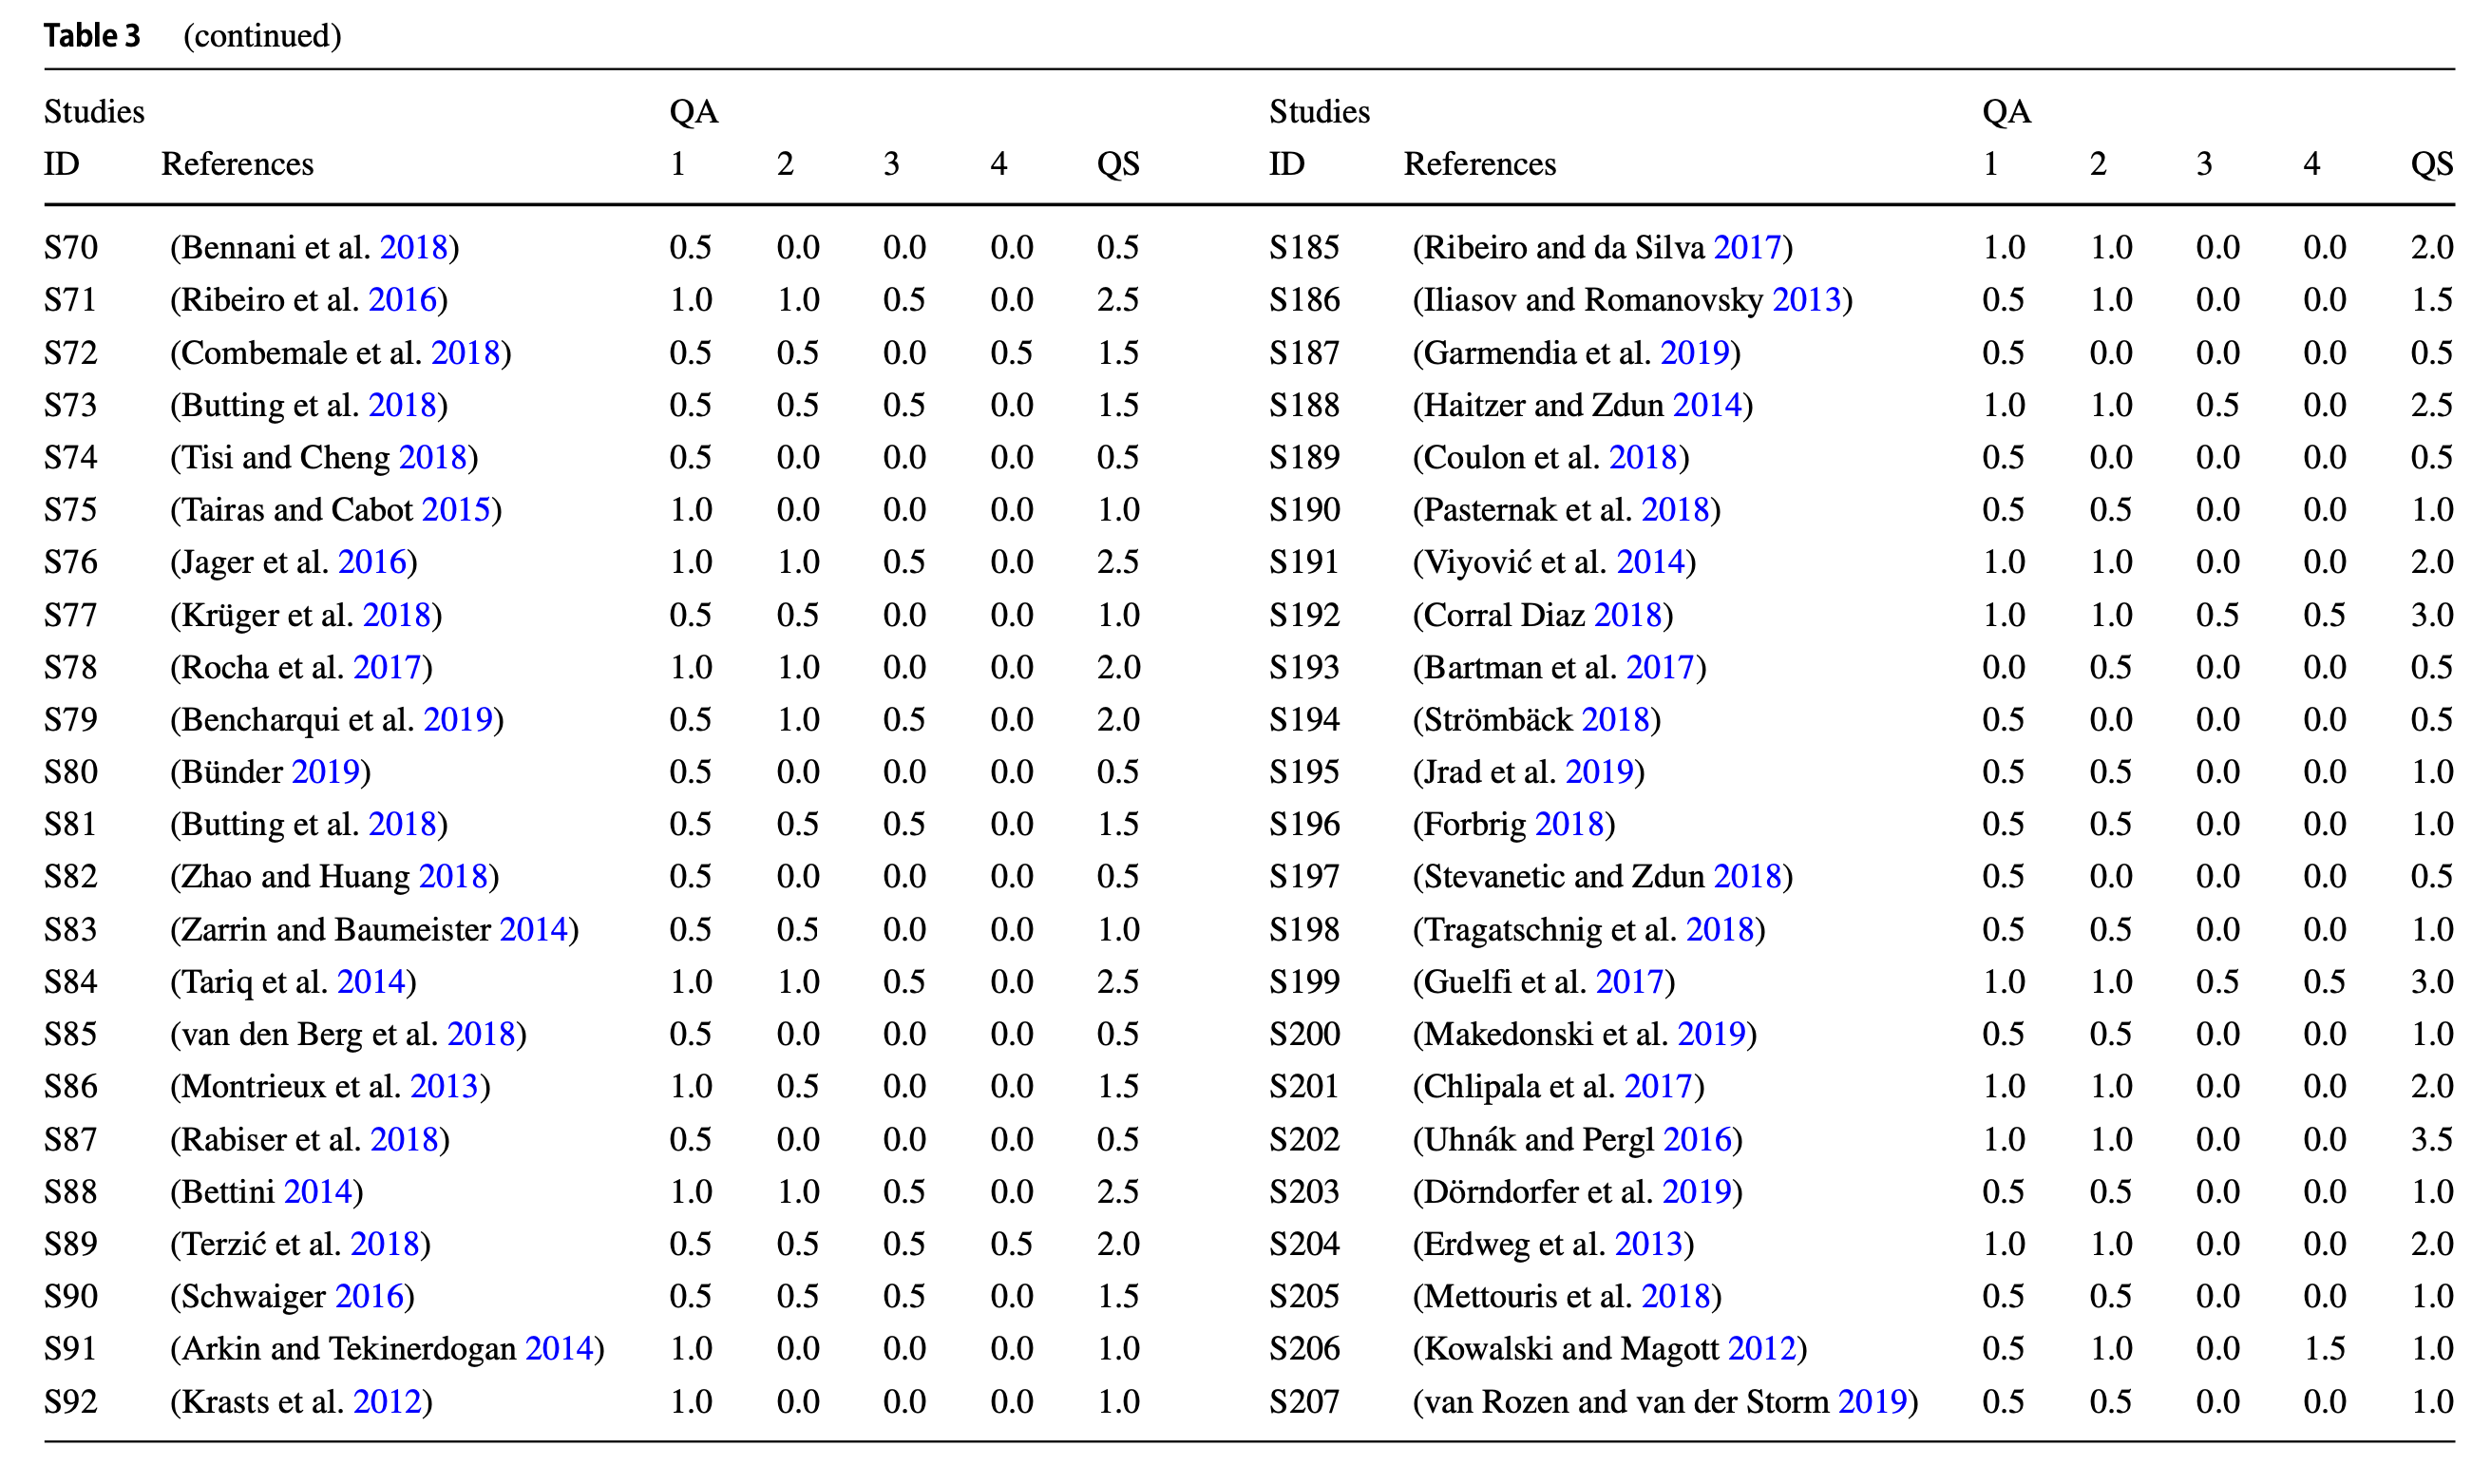 Table 3 (continued)
Studies QA Studies QA
ID References 1 2 3 4 QS ID References 1 2 3 4 QS
S70 (Bennani et al. 2018) 0.5 0.0 0.0 0.0 0.5 S185 (Ribeiro and da Silva 2017) 1.0 1.0 0.0 0.0 2.0
S71 (Ribeiro et al. 2016) 1.0 1.0 0.5 0.0 2.5 S186 (Iliasov and Romanovsky 2013) 0.5 1.0 0.0 0.0 1.5
S72 (Combemale et al. 2018) 0.5 0.5 0.0 0.5 1.5 S187 (Garmendia et al. 2019) 0.5 0.0 0.0 0.0 0.5
S73 (Butting et al. 2018) 0.5 0.5 0.5 0.0 1.5 S188 (Haitzer and Zdun 2014) 1.0 1.0 0.5 0.0 2.5
S74 (Tisi and Cheng 2018) 0.5 0.0 0.0 0.0 0.5 S189 (Coulon et al. 2018) 0.5 0.0 0.0 0.0 0.5
S75 (Tairas and Cabot 2015) 1.0 0.0 0.0 0.0 1.0 S190 (Pasternak et al. 2018) 0.5 0.5 0.0 0.0 1.0
S76 (Jager et al. 2016) 1.0 1.0 0.5 0.0 2.5 S191 (Viyović et al. 2014) 1.0 1.0 0.0 0.0 2.0
S77 (Krüger et al. 2018) 0.5 0.5 0.0 0.0 1.0 S192 (Corral Diaz 2018) 1.0 1.0 0.5 0.5 3.0
S78 (Rocha et al. 2017) 1.0 1.0 0.0 0.0 2.0 S193 (Bartman et al. 2017) 0.0 0.5 0.0 0.0 0.5
S79 (Bencharqui et al. 2019) 0.5 1.0 0.5 0.0 2.0 S194 (Strömbäck 2018) 0.5 0.0 0.0 0.0 0.5
S80 (Bünder 2019) 0.5 0.0 0.0 0.0 0.5 S195 (Jrad et al. 2019) 0.5 0.5 0.0 0.0 1.0
S81 (Butting et al. 2018) 0.5 0.5 0.5 0.0 1.5 S196 (Forbrig 2018) 0.5 0.5 0.0 0.0 1.0
S82 (Zhao and Huang 2018) 0.5 0.0 0.0 0.0 0.5 S197 (Stevanetic and Zdun 2018) 0.5 0.0 0.0 0.0 0.5
S83 (Zarrin and Baumeister 2014) 0.5 0.5 0.0 0.0 1.0 S198 (Tragatschnig et al. 2018) 0.5 0.5 0.0 0.0 1.0
S84 (Tariq et al. 2014) 1.0 1.0 0.5 0.0 2.5 S199 (Guelfi et al. 2017) 1.0 1.0 0.5 0.5 3.0
S85 (van den Berg et al. 2018) 0.5 0.0 0.0 0.0 0.5 S200 (Makedonski et al. 2019) 0.5 0.5 0.0 0.0 1.0
S86 (Montrieux et al. 2013) 1.0 0.5 0.0 0.0 1.5 S201 (Chlipala et al. 2017) 1.0 1.0 0.0 0.0 2.0
S87 (Rabiser et al. 2018) 0.5 0.0 0.0 0.0 0.5 S202 (Uhnák and Pergl 2016) 1.0 1.0 0.0 0.0 3.5
S88 (Bettini 2014) 1.0 1.0 0.5 0.0 2.5 S203 (Dörndorfer et al. 2019) 0.5 0.5 0.0 0.0 1.0
S89 (Terzić et al. 2018) 0.5 0.5 0.5 0.5 2.0 S204 (Erdweg et al. 2013) 1.0 1.0 0.0 0.0 2.0
S90 (Schwaiger 2016) 0.5 0.5 0.5 0.0 1.5 S205 (Mettouris et al. 2018) 0.5 0.5 0.0 0.0 1.0
S91 (Arkin and Tekinerdogan 2014) 1.0 0.0 0.0 0.0 1.0 S206 (Kowalski and Magott 2012) 0.5 1.0 0.0 1.5 1.0
S92 (Krasts et al. 2012) 1.0 0.0 0.0 0.0 1.0 S207 (van Rozen and van der Storm 2019) 0.5 0.5 0.0 0.0 1.0